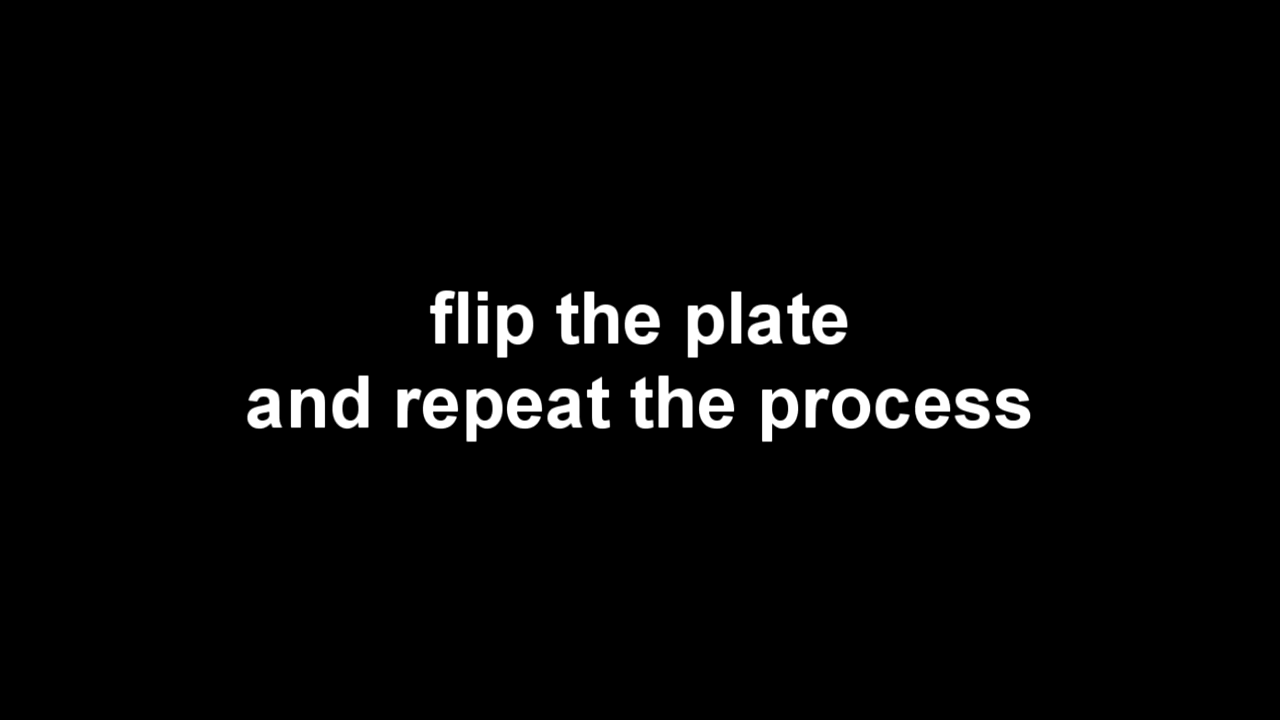 flip the plate
and repeat the process